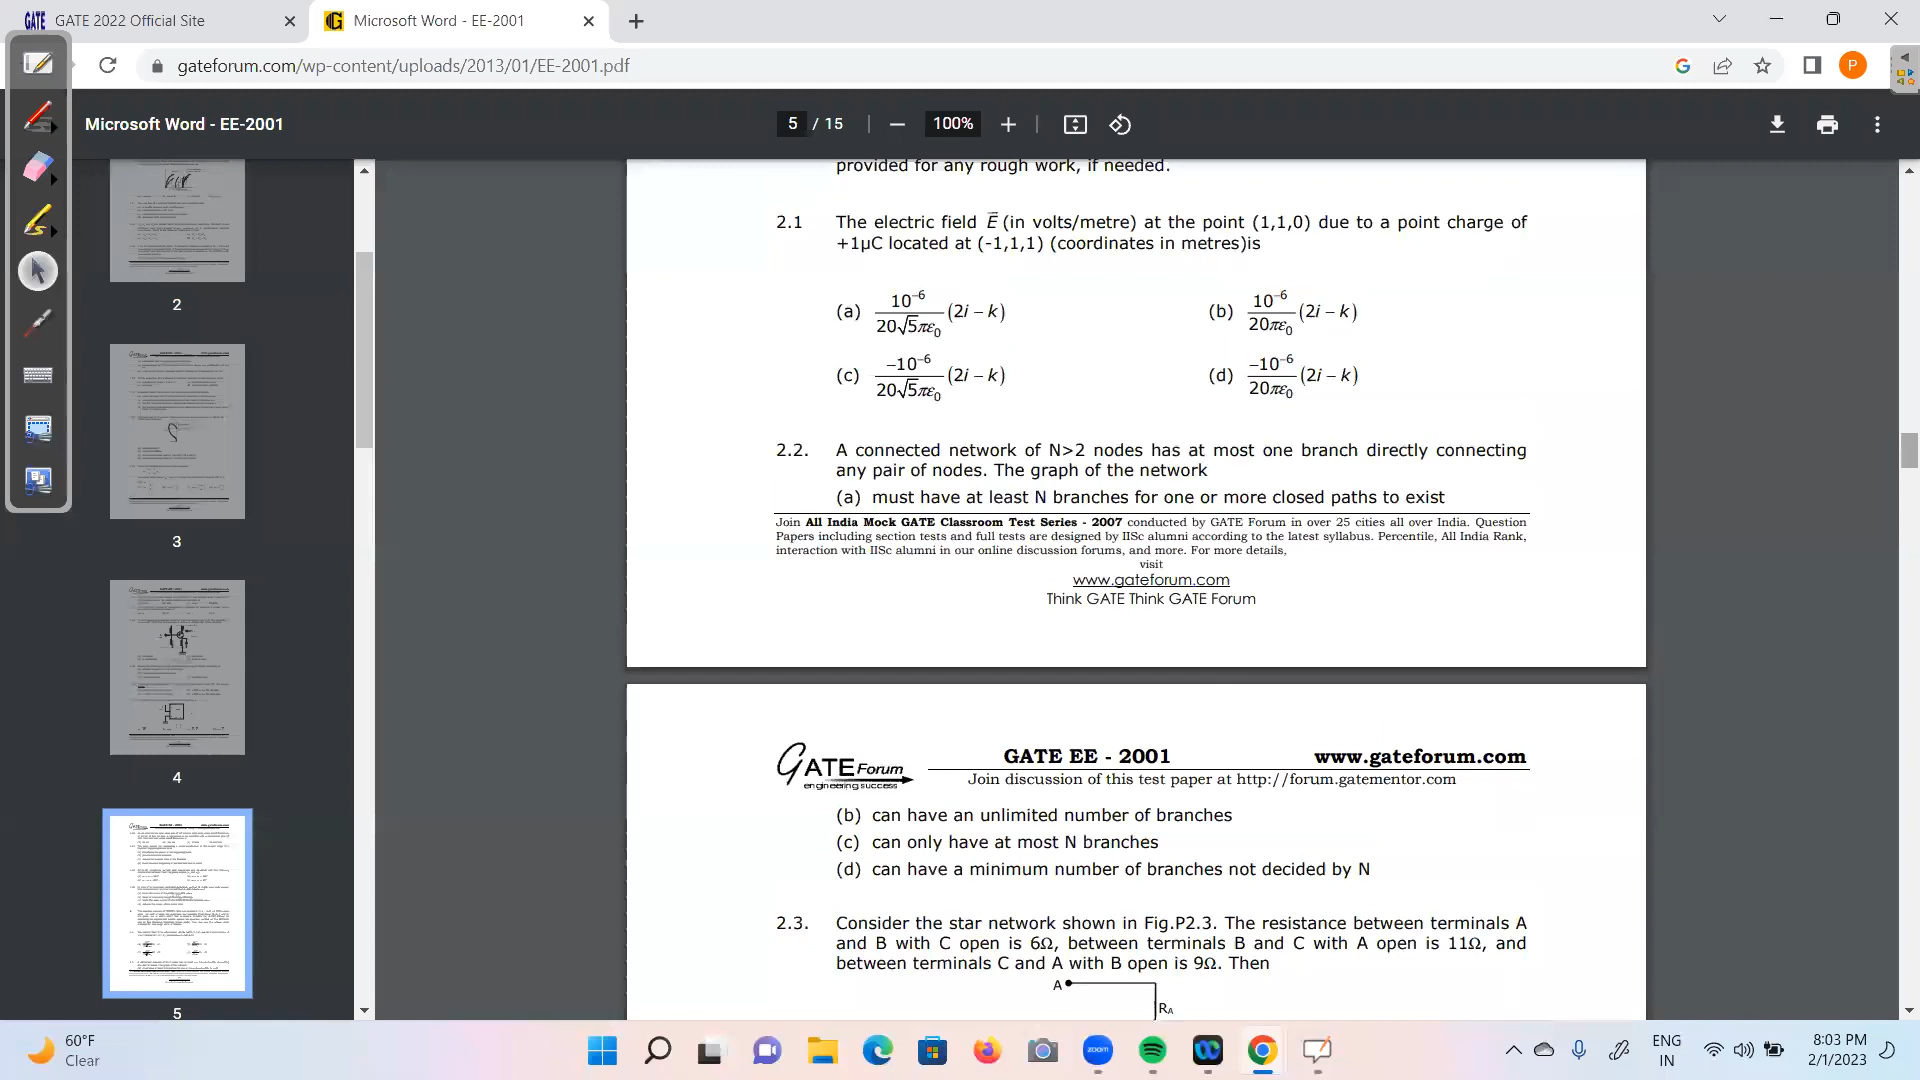 GATE 2022 Official Site
Microsoft Word - EE-2001
gateforum.com/wp-content/uploads/2013/01/EE-2001.pdf
P
Microsoft Word - EE-2001
5 / 15
100%
2
3
4
5
provided for any rough work, if needed.
2.1 The electric field E⃗ (in volts/metre) at the point (1,1,0) due to a point charge of
+1µC located at (-1,1,1) (coordinates in metres)is
(a) 10⁻⁶/20√5πε₀ (2i – k) (b) 10⁻⁶/20πε₀ (2i – k)
(c) –10⁻⁶/20√5πε₀ (2i – k) (d) –10⁻⁶/20πε₀ (2i – k)
2.2. A connected network of N>2 nodes has at most one branch directly connecting
any pair of nodes. The graph of the network
(a) must have at least N branches for one or more closed paths to exist
Join All India Mock GATE Classroom Test Series - 2007 conducted by GATE Forum in over 25 cities all over India. Question
Papers including section tests and full tests are designed by IISc alumni according to the latest syllabus. Percentile, All India Rank,
interaction with IISc alumni in our online discussion forums, and more. For more details,
visit
www.gateforum.com
Think GATE Think GATE Forum
GATE Forum
engineering success
GATE EE - 2001 www.gateforum.com
Join discussion of this test paper at http://forum.gatementor.com
(b) can have an unlimited number of branches
(c) can only have at most N branches
(d) can have a minimum number of branches not decided by N
2.3. Consider the star network shown in Fig.P2.3. The resistance between terminals A
and B with C open is 6Ω, between terminals B and C with A open is 11Ω, and
between terminals C and A with B open is 9Ω. Then
A
RA
60°F
Clear
zoom
ENG
IN
8:03 PM
2/1/2023